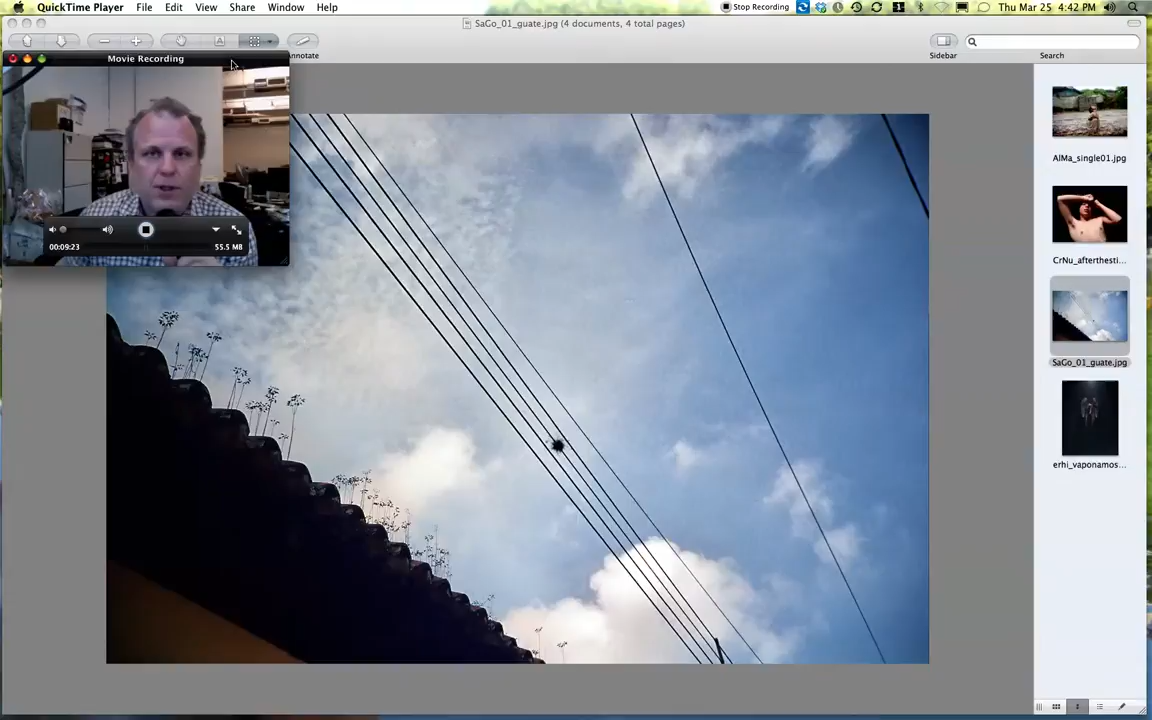 QuickTime Player File Edit View Share Window Help Stop Recording Thu Mar 25 4:42 PM
SaGo_01_guate.jpg (4 documents, 4 total pages)
nnotate Sidebar Search
Movie Recording
00:09:23 55.5 MB
AlMa_single01.jpg
CrNu_afterthesti...
SaGo_01_guate.jpg
erhi_vaponamos...